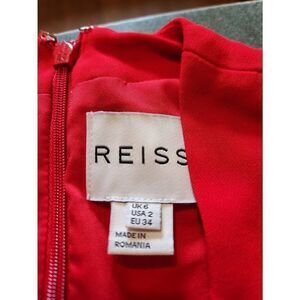 REISS
UK 6
USA 2
EU 34
MADE IN
ROMANIA